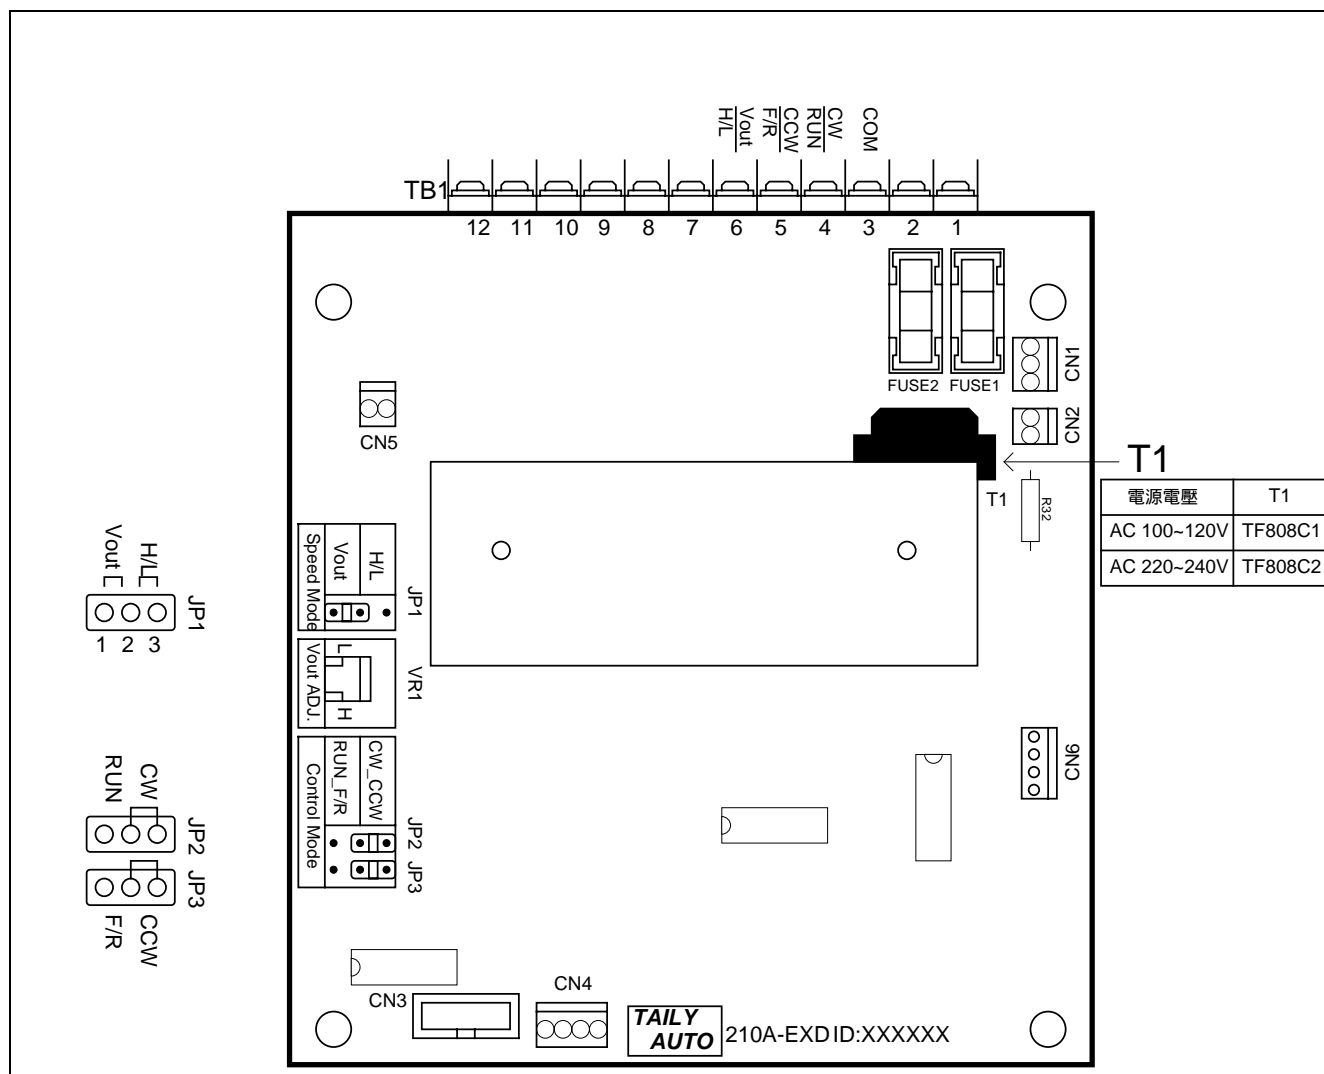 Vout
H/L
CCW
F/R
CW
RUN
COM
TB1
12 11 10 9 8 7 6 5 4 3 2 1
FUSE2 FUSE1
CN1
CN2
CN5
T1
T1
R32
電源電壓 T1
AC 100~120V TF808C1
AC 220~240V TF808C2
Vout H/L
JP1
1 2 3
H/L
Vout
Speed Mode
JP1
L
H
Vout ADJ.
VR1
CW_CCW
RUN_F/R
Control Mode
JP2
JP3
RUN CW
JP2
JP3
F/R CCW
CN6
CN3
CN4
TAILY
AUTO
210A-EXD ID:XXXXXX